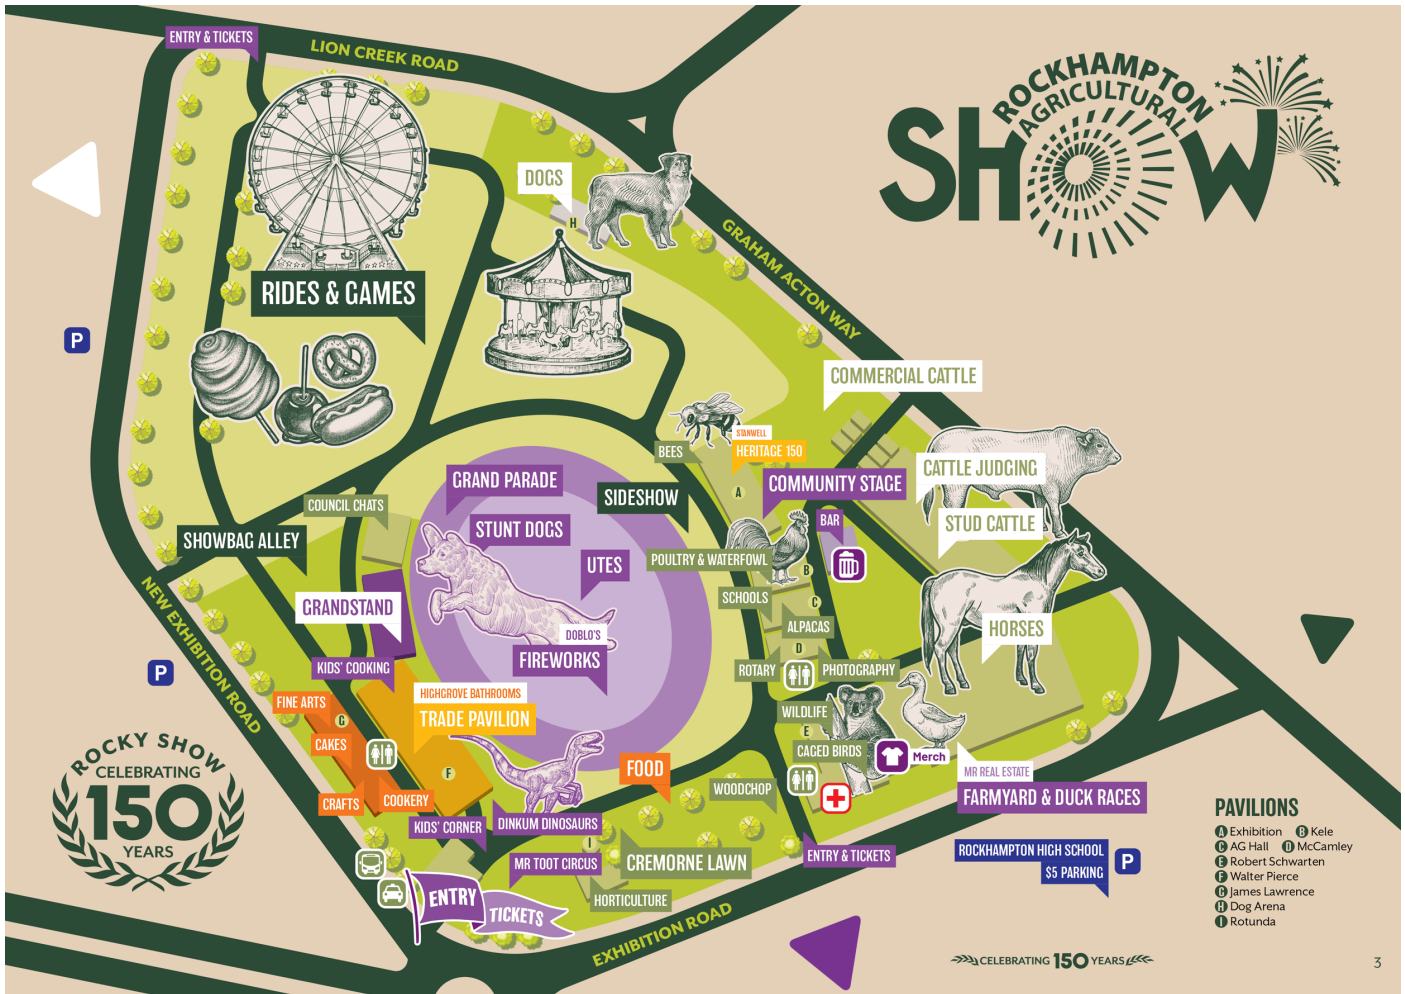 ENTRY & TICKETS
LION CREEK ROAD
ROCKHAMPTON
AGRICULTURAL
SHOW
DOGS
H
GRAHAM ACTON WAY
RIDES & GAMES
P
COMMERCIAL CATTLE
STANWELL
HERITAGE 150
BEES
A
COMMUNITY STAGE
CATTLE JUDGING
STUD CATTLE
GRAND PARADE
SIDESHOW
COUNCIL CHATS
STUNT DOGS
BAR
SHOWBAG ALLEY
UTES
POULTRY & WATERFOWL
B
SCHOOLS
C
GRANDSTAND
ALPACAS
HORSES
NEW EXHIBITION ROAD
DOBLO'S
FIREWORKS
D
KIDS' COOKING
P
ROTARY
PHOTOGRAPHY
HIGHGROVE BATHROOMS
TRADE PAVILION
FINE ARTS
G
WILDLIFE
E
CAKES
CAGED BIRDS
Merch
ROCKY SHOW
CELEBRATING
150
YEARS
F
FOOD
MR REAL ESTATE
FARMYARD & DUCK RACES
WOODCHOP
CRAFTS
COOKERY
KIDS' CORNER
DINKUM DINOSAURS
I
MR TOOT CIRCUS
CREMORNE LAWN
ENTRY & TICKETS
ROCKHAMPTON HIGH SCHOOL
$5 PARKING
P
ENTRY
TICKETS
HORTICULTURE
EXHIBITION ROAD
PAVILIONS
A Exhibition B Kele
C AG Hall D McCamley
E Robert Schwarten
F Walter Pierce
G James Lawrence
H Dog Arena
I Rotunda
CELEBRATING 150 YEARS
3